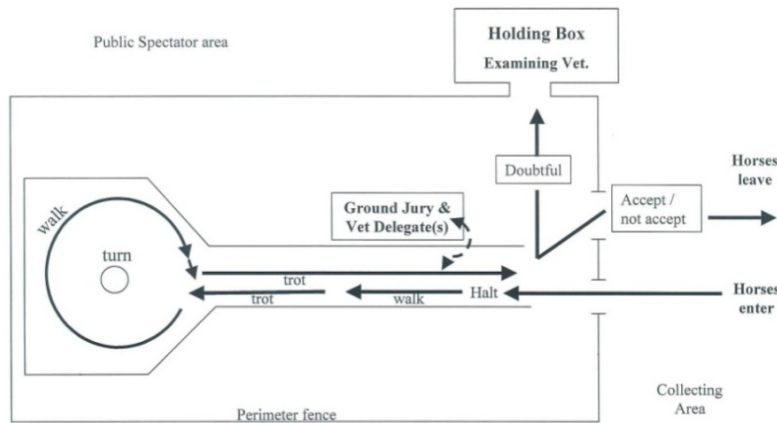 Public Spectator area
Holding Box
Examining Vet.
Doubtful
Horses
leave
Accept /
not accept
Ground Jury &
Vet Delegate(s)
walk
turn
trot
trot
walk
Halt
Horses
enter
Collecting
Area
Perimeter fence